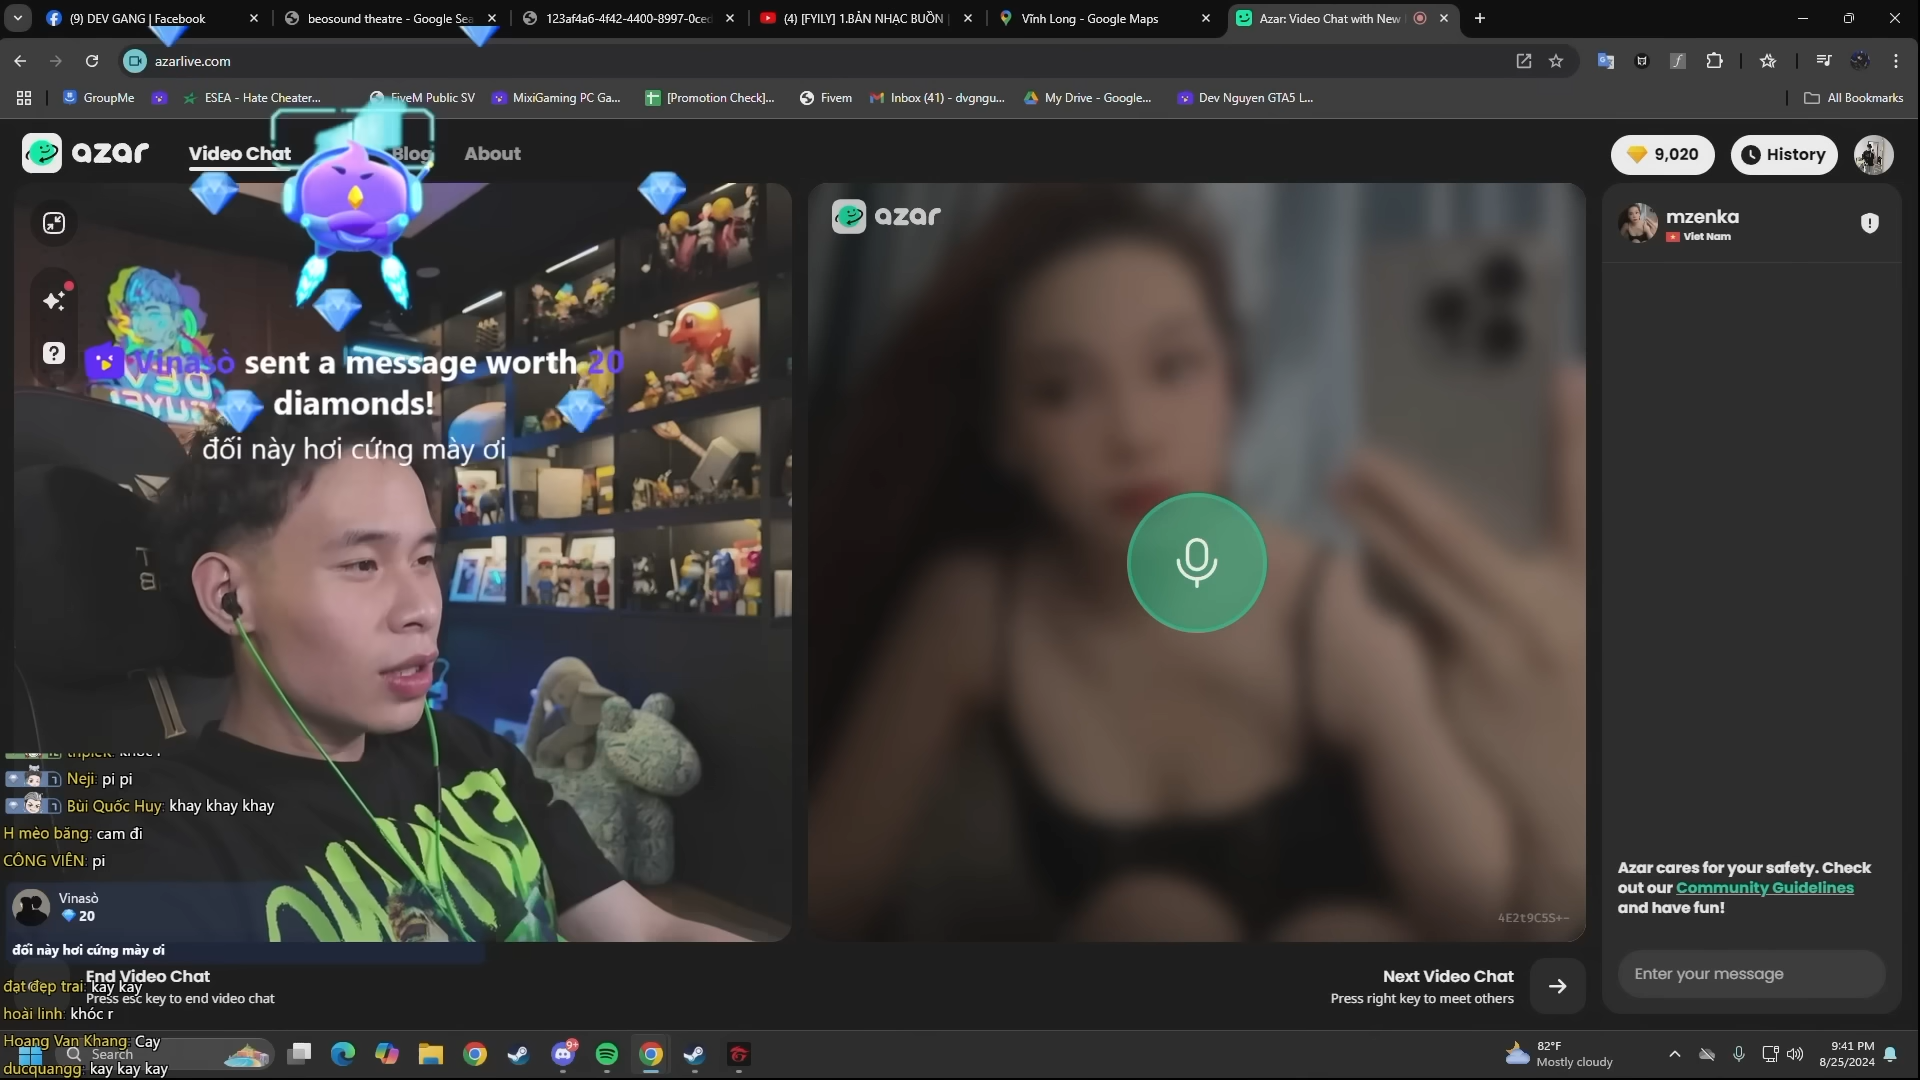 (9) DEV GANG | Facebook
beosound theatre - Google Sea
123af4a6-4f42-4400-8997-0ced
(4) [FYILY] 1.BẢN NHẠC BUỒN
Vĩnh Long - Google Maps
Azar: Video Chat with New
azarlive.com
GroupMe
ESEA - Hate Cheater...
FiveM Public SV
MixiGaming PC Ga...
[Promotion Check]...
Fivem
Inbox (41) - dvgngu...
My Drive - Google...
Dev Nguyen GTA5 L...
All Bookmarks
azar
Video Chat
Blog
About
9,020
History
azar
mzenka
Viet Nam
Vinasò sent a message worth 20
diamonds!
đối này hơi cứng mày ơi
Neji: pi pi
Bùi Quốc Huy: khay khay khay
H mèo băng: cam đi
CÔNG VIÊN: pi
Vinasò
20
đối này hơi cứng mày ơi
End Video Chat
Press esc key to end video chat
đạt đẹp trai: kay kay
hoài linh: khóc r
Hoang Van Khang: Cay
ducquangg: kay kay kay
4E2t9C5S+-
Next Video Chat
Press right key to meet others
Azar cares for your safety. Check
out our Community Guidelines
and have fun!
Enter your message
Search
9+
82°F
Mostly cloudy
9:41 PM
8/25/2024